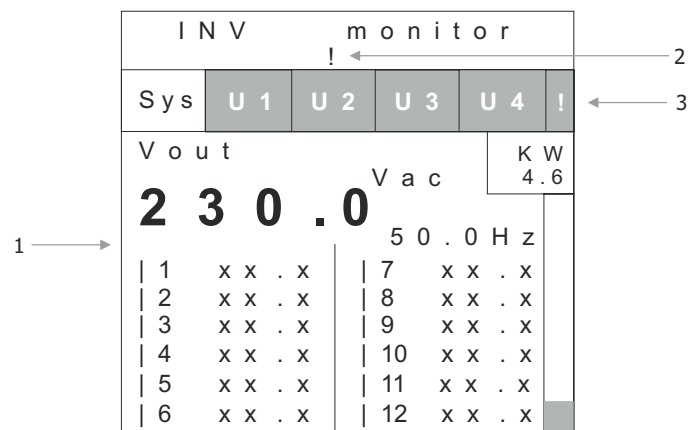 INV monitor
! 2
Sys U1 U2 U3 U4 ! 3
Vout KW
Vac 4.6
230.0
50.0Hz
1
|1 xx.x |7 xx.x
|2 xx.x |8 xx.x
|3 xx.x |9 xx.x
|4 xx.x |10 xx.x
|5 xx.x |11 xx.x
|6 xx.x |12 xx.x